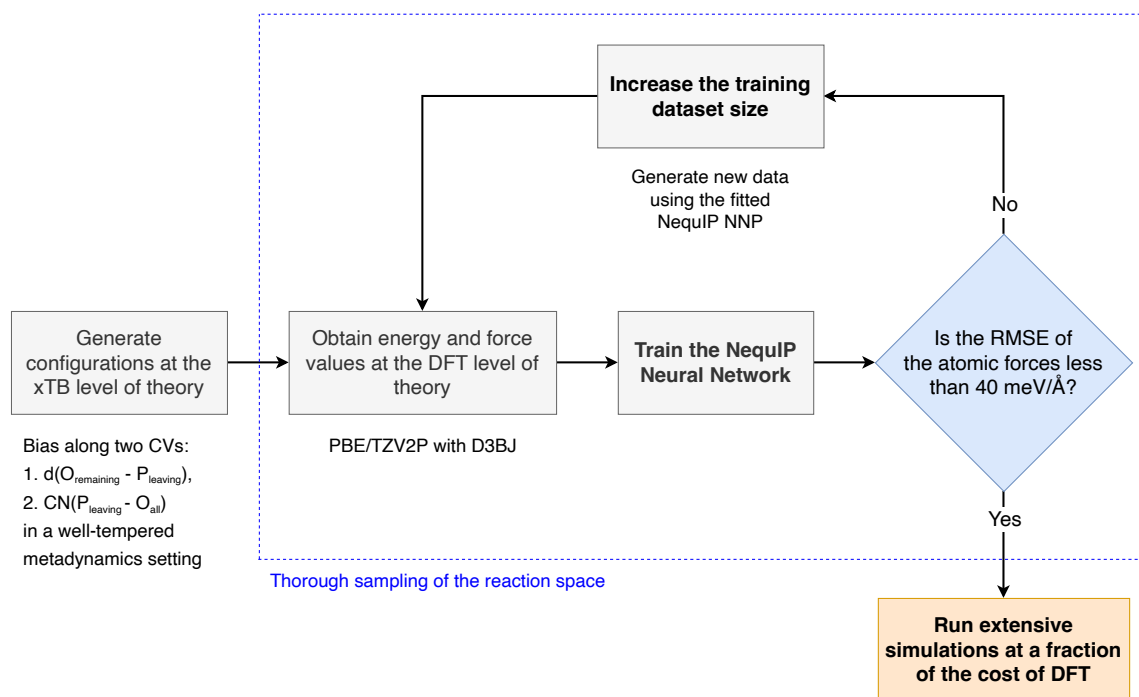 Increase the training
dataset size
Generate new data
using the fitted
NequIP NNP
No
Generate
configurations at the
xTB level of theory
Obtain energy and force
values at the DFT level of
theory
Train the NequIP
Neural Network
Is the RMSE of
the atomic forces less
than 40 meV/Å?
Bias along two CVs:
1. d(Oremaining - Pleaving),
2. CN(Pleaving - Oall)
in a well-tempered
metadynamics setting
PBE/TZV2P with D3BJ
Yes
Thorough sampling of the reaction space
Run extensive
simulations at a fraction
of the cost of DFT